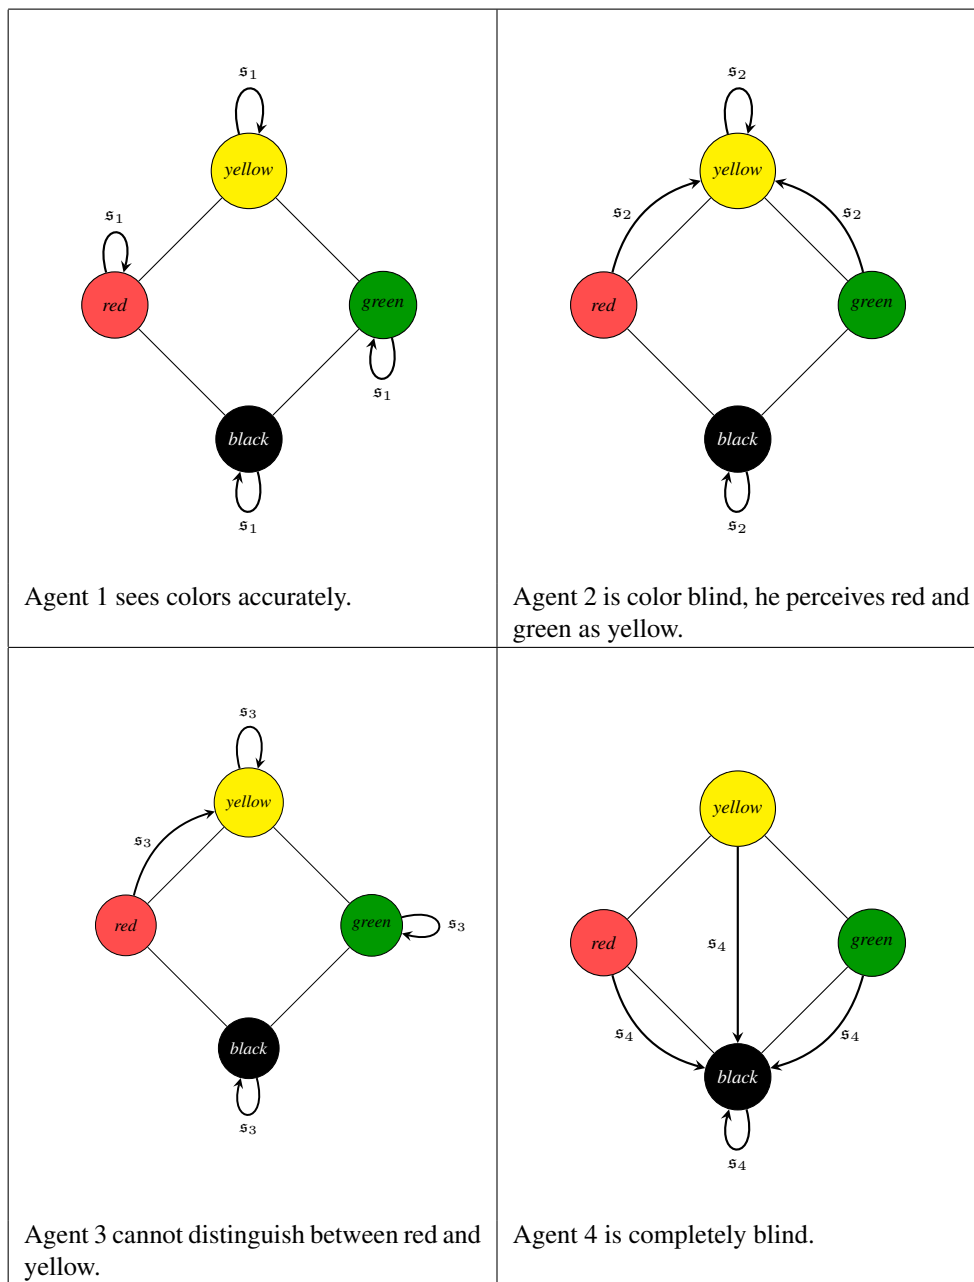 𝔰₁
yellow
𝔰₁
red
green
𝔰₁
black
𝔰₁
Agent 1 sees colors accurately.
𝔰₂
yellow
𝔰₂
𝔰₂
red
green
black
𝔰₂
Agent 2 is color blind, he perceives red and
green as yellow.
𝔰₃
yellow
𝔰₃
red
green
𝔰₃
black
𝔰₃
Agent 3 cannot distinguish between red and
yellow.
yellow
red
green
𝔰₄
𝔰₄
𝔰₄
black
𝔰₄
Agent 4 is completely blind.